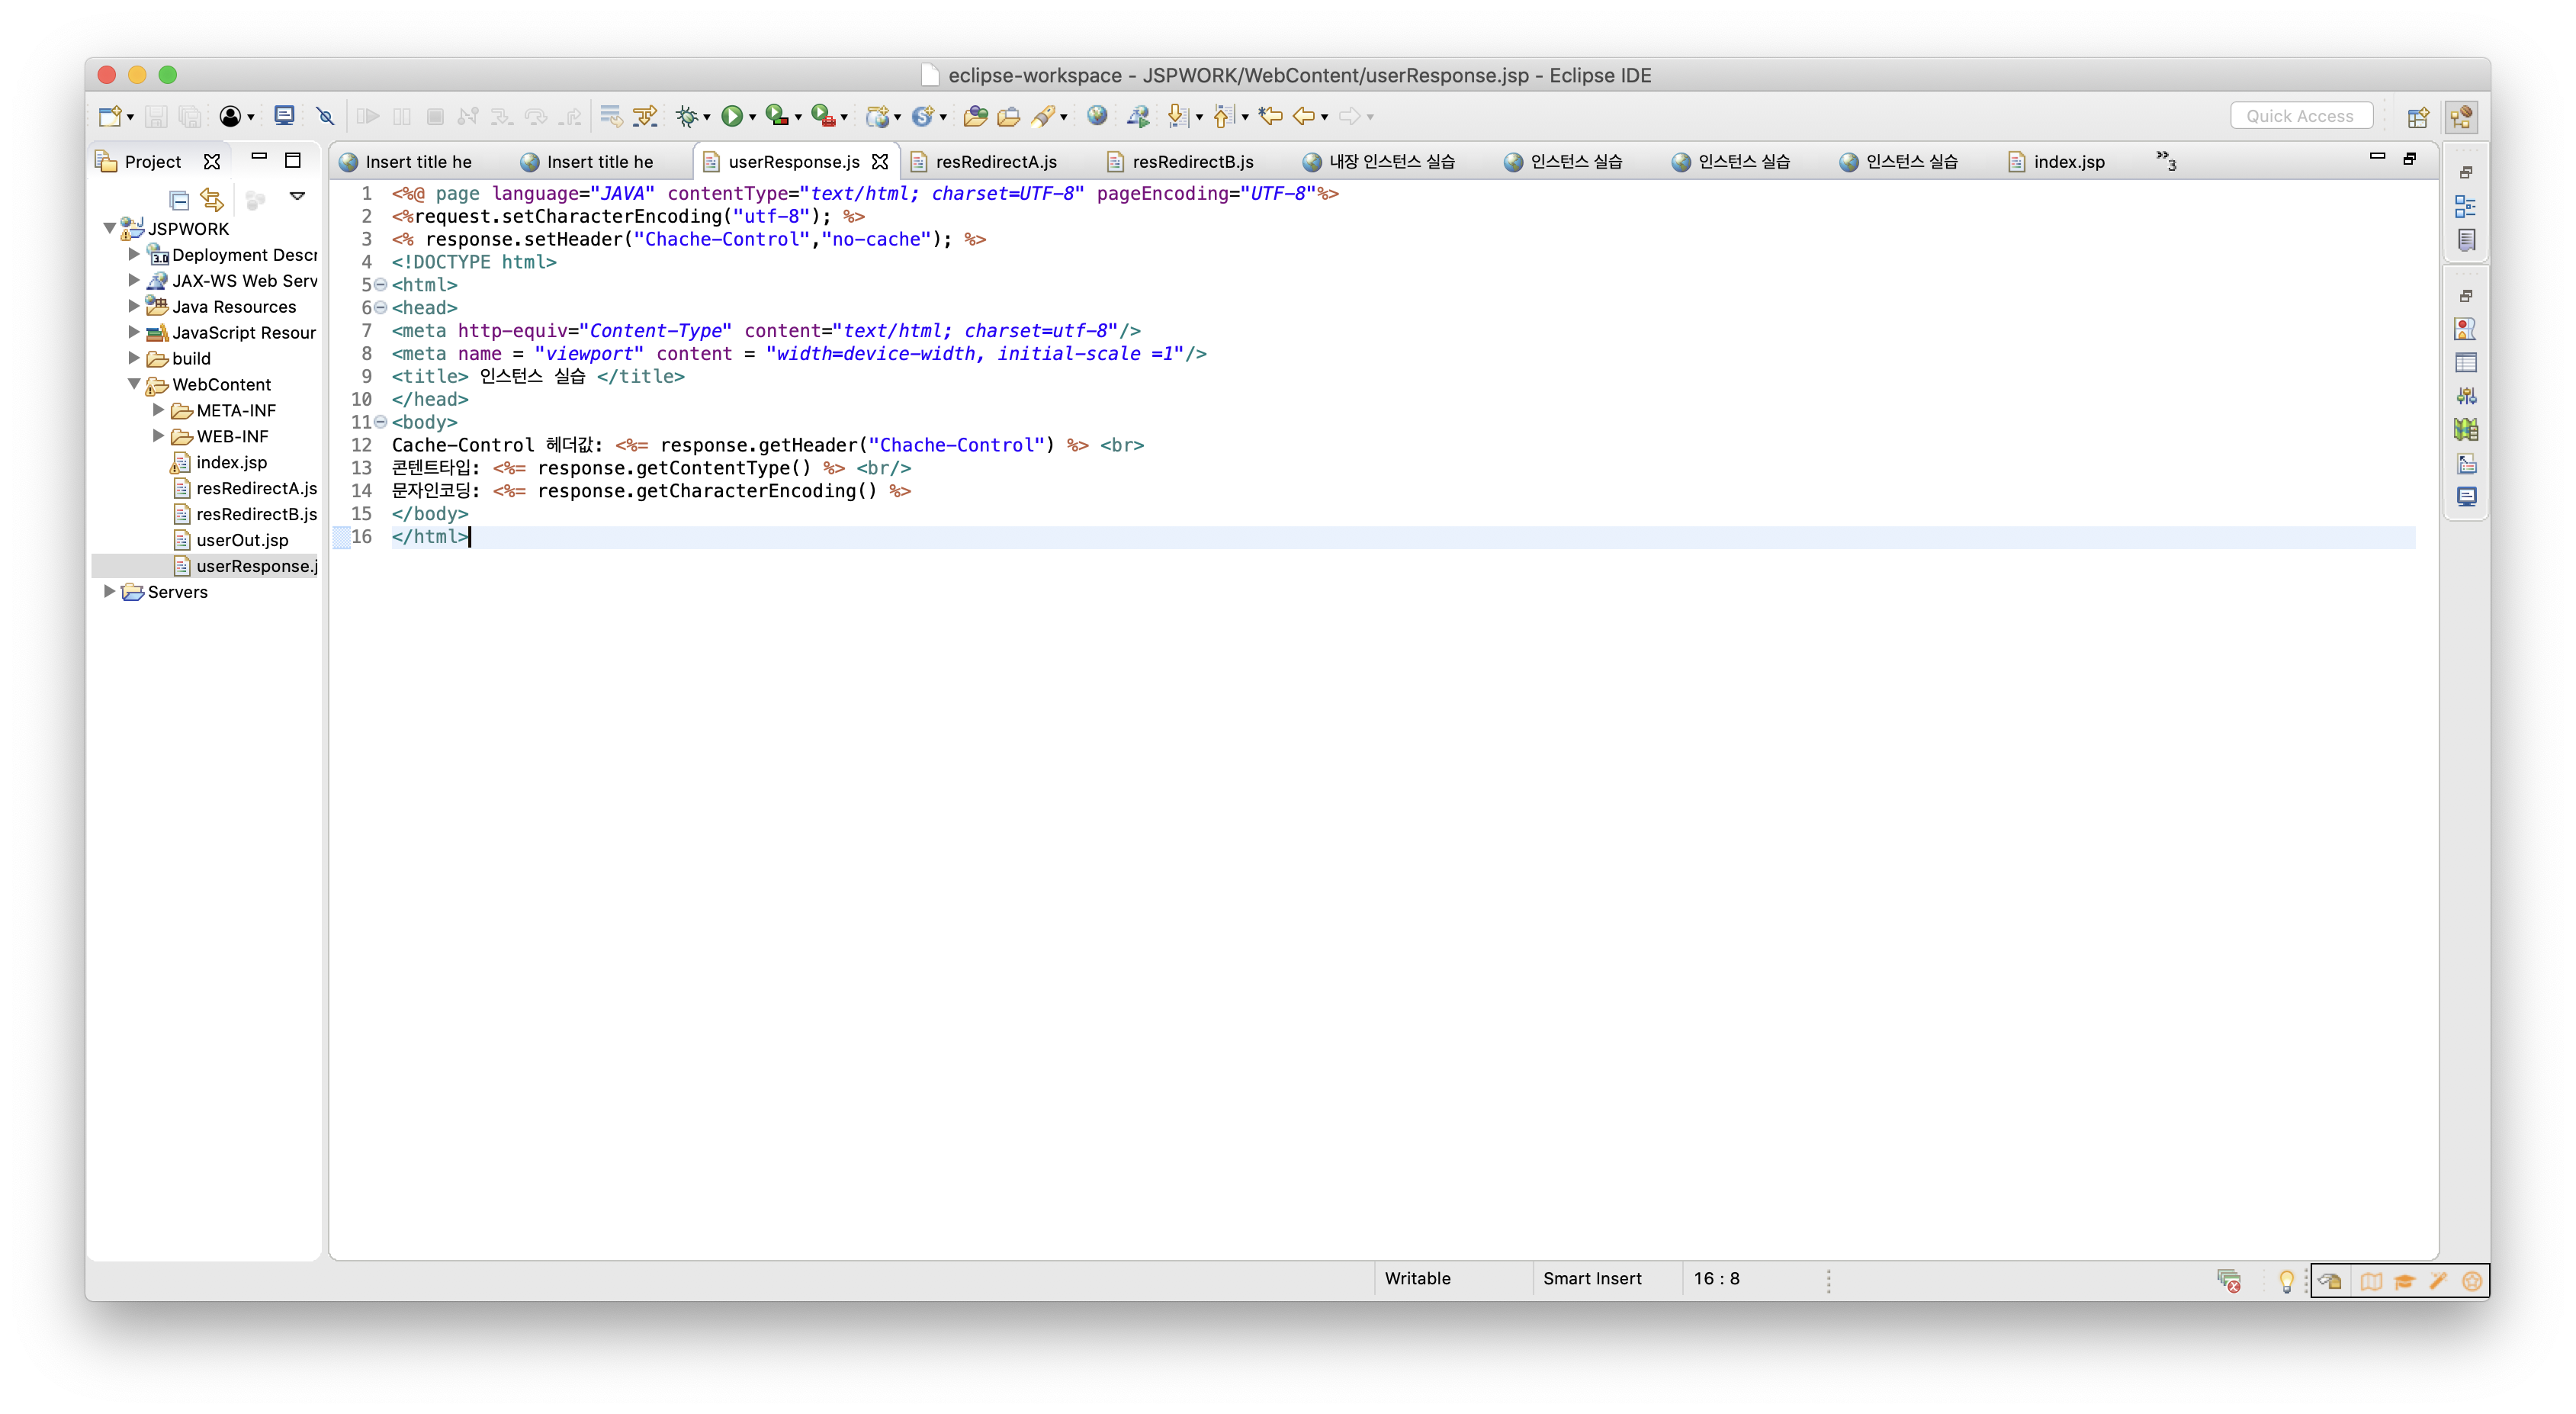 eclipse-workspace - JSPWORK/WebContent/userResponse.jsp - Eclipse IDE
Quick Access
Project
Insert title he
Insert title he
userResponse.js
resRedirectA.js
resRedirectB.js
내장 인스턴스 실습
인스턴스 실습
인스턴스 실습
인스턴스 실습
index.jsp
»3
JSPWORK
3.0 Deployment Descr
JAX-WS Web Serv
Java Resources
JavaScript Resour
build
WebContent
META-INF
WEB-INF
index.jsp
resRedirectA.js
resRedirectB.js
userOut.jsp
userResponse.j
Servers
1 <%@ page language="JAVA" contentType="text/html; charset=UTF-8" pageEncoding="UTF-8"%>
2 <%request.setCharacterEncoding("utf-8"); %>
3 <% response.setHeader("Chache-Control","no-cache"); %>
4 <!DOCTYPE html>
5 <html>
6 <head>
7 <meta http-equiv="Content-Type" content="text/html; charset=utf-8"/>
8 <meta name = "viewport" content = "width=device-width, initial-scale =1"/>
9 <title> 인스턴스 실습 </title>
10 </head>
11 <body>
12 Cache-Control 헤더값: <%= response.getHeader("Chache-Control") %> <br>
13 콘텐트타입: <%= response.getContentType() %> <br/>
14 문자인코딩: <%= response.getCharacterEncoding() %>
15 </body>
16 </html>
Writable
Smart Insert
16 : 8